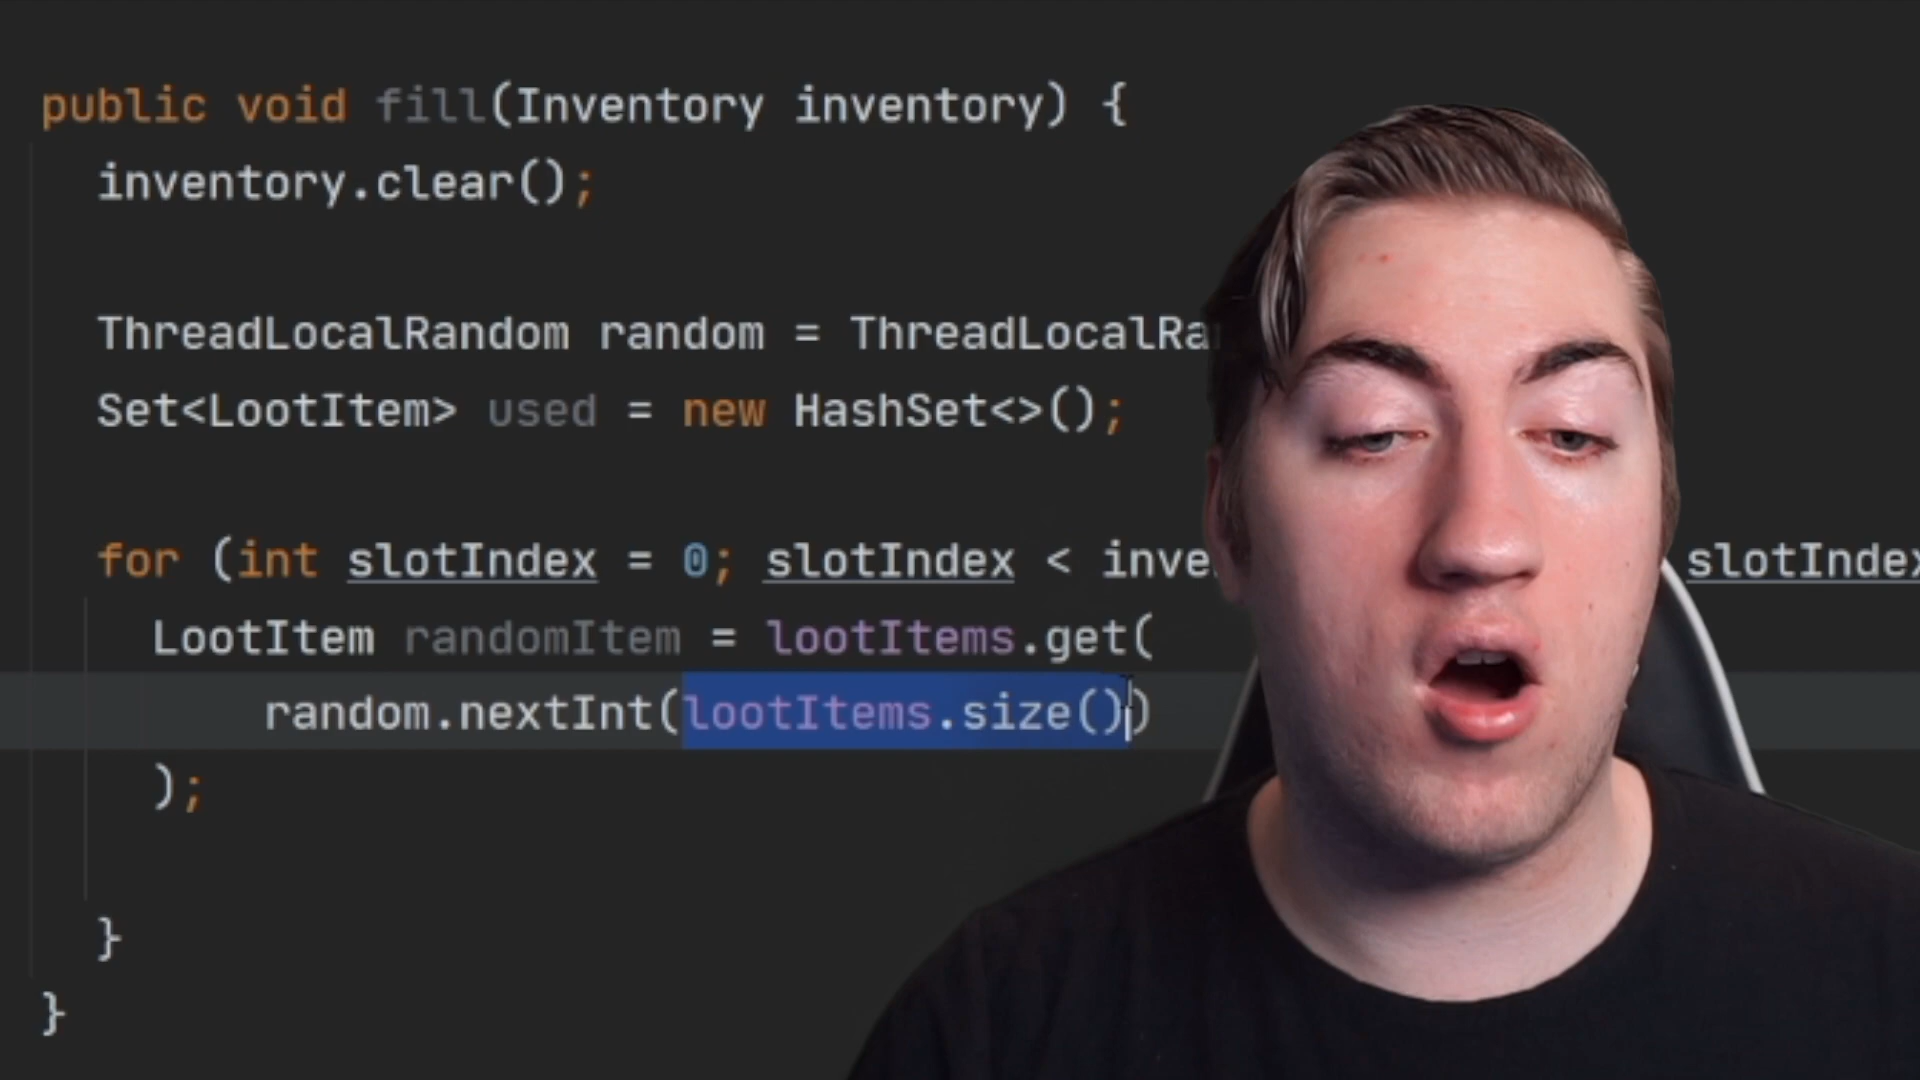 public void fill(Inventory inventory) {
inventory.clear();
ThreadLocalRandom random = ThreadLocalRa
Set<LootItem> used = new HashSet<>();
for (int slotIndex = 0; slotIndex < inve slotIndex
LootItem randomItem = lootItems.get(
random.nextInt(lootItems.size())
);
}
}